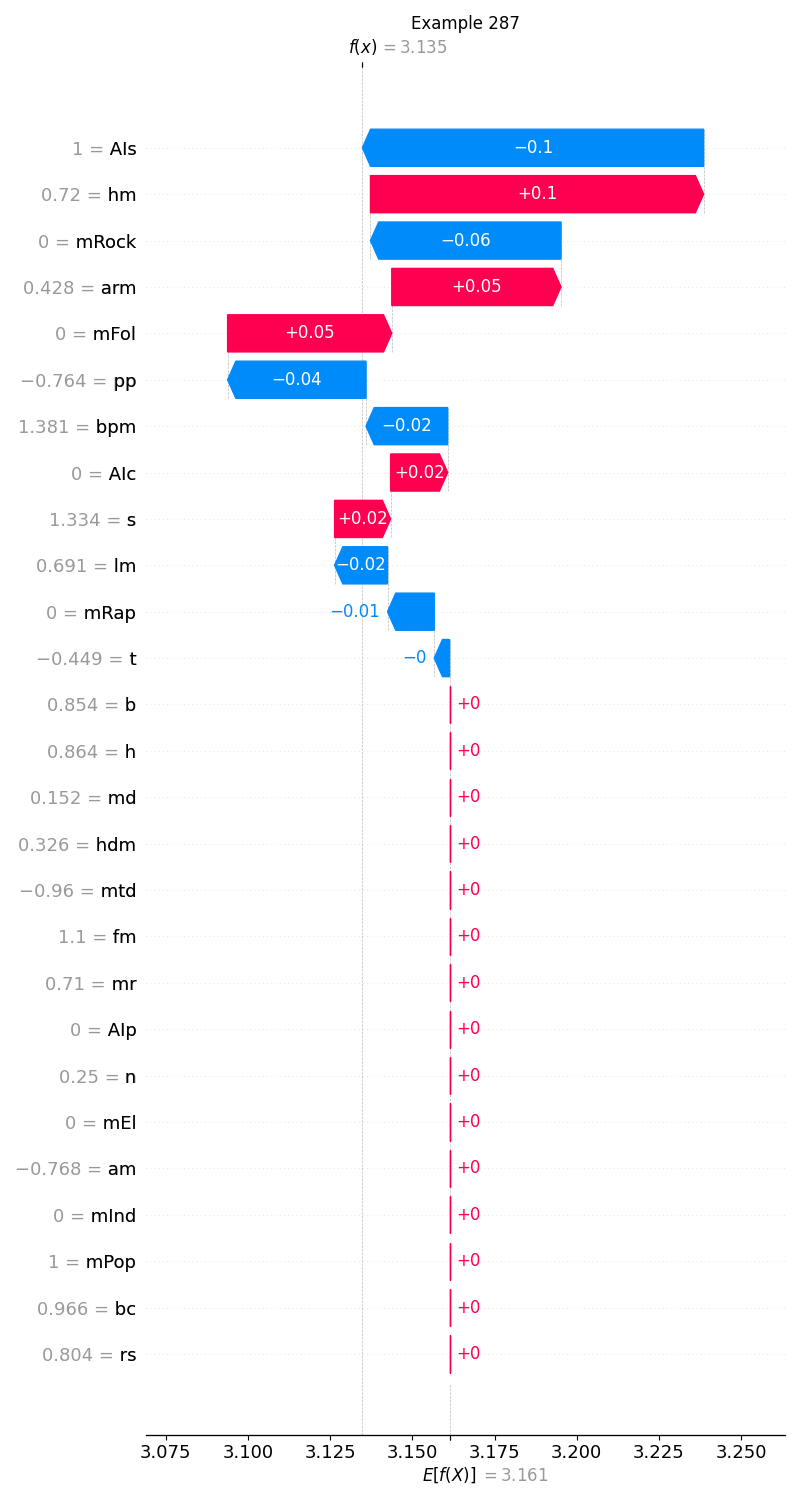 Example 287
f(x) = 3.135
1 = AIs −0.1
0.72 = hm +0.1
0 = mRock −0.06
0.428 = arm +0.05
0 = mFol +0.05
−0.764 = pp −0.04
1.381 = bpm −0.02
0 = AIc +0.02
1.334 = s +0.02
0.691 = lm −0.02
0 = mRap −0.01
−0.449 = t −0
0.854 = b +0
0.864 = h +0
0.152 = md +0
0.326 = hdm +0
−0.96 = mtd +0
1.1 = fm +0
0.71 = mr +0
0 = AIp +0
0.25 = n +0
0 = mEl +0
−0.768 = am +0
0 = mInd +0
1 = mPop +0
0.966 = bc +0
0.804 = rs +0
3.075 3.100 3.125 3.150 3.175 3.200 3.225 3.250
E[f(X)] = 3.161